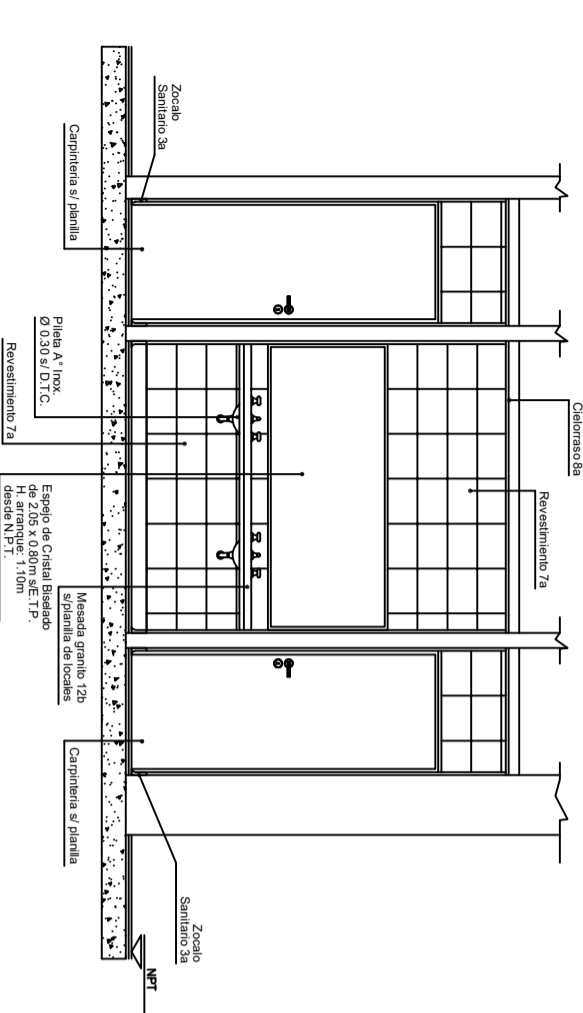 Cielorraso 8a
Revestimiento 7a
Zocalo
Sanitario 3a
Carpinteria s/ planilla
Pileta A° Inox.
Ø 0.30 s/ D.T.C.
Revestimiento 7a
Espejo de Cristal Biselado
de 2.05 x 0.80m s/E.T.P.
H. arranque: 1.10m
desde N.P.T.
Mesada granito 12b
s/planilla de locales
Carpinteria s/ planilla
Zocalo
Sanitario 3a
NPT